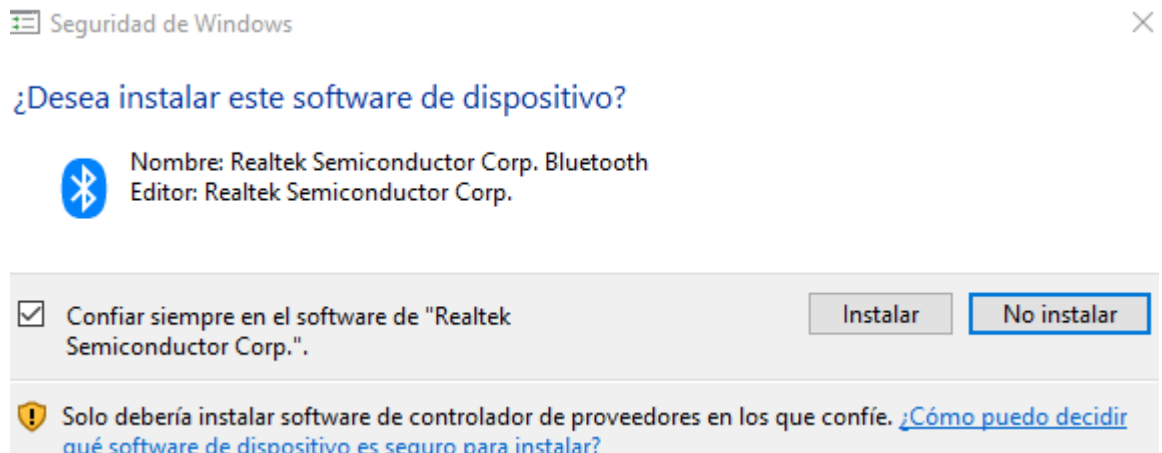 Seguridad de Windows
¿Desea instalar este software de dispositivo?
Nombre: Realtek Semiconductor Corp. Bluetooth
Editor: Realtek Semiconductor Corp.
Confiar siempre en el software de "Realtek
Semiconductor Corp.".
Instalar
No instalar
Solo debería instalar software de controlador de proveedores en los que confíe. ¿Cómo puedo decidir
qué software de dispositivo es seguro para instalar?